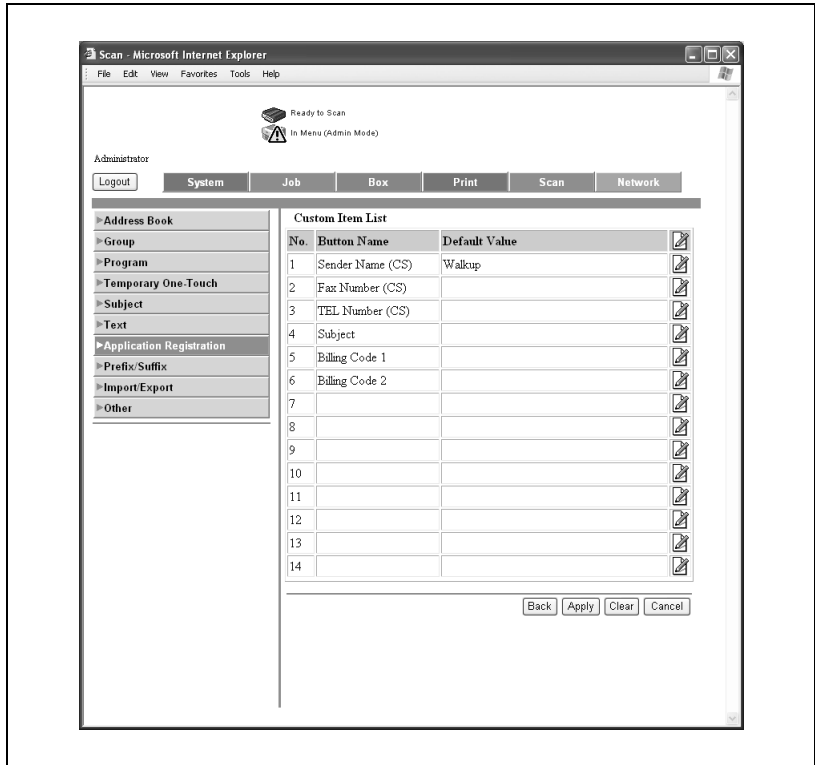 Scan - Microsoft Internet Explorer
File Edit View Favorites Tools Help
Ready to Scan
In Menu (Admin Mode)
Administrator
Logout System Job Box Print Scan Network
Address Book
Group
Program
Temporary One-Touch
Subject
Text
Application Registration
Prefix/Suffix
Import/Export
Other
Custom Item List
No. Button Name Default Value
1 Sender Name (CS) Walkup
2 Fax Number (CS)
3 TEL Number (CS)
4 Subject
5 Billing Code 1
6 Billing Code 2
7
8
9
10
11
12
13
14
Back Apply Clear Cancel